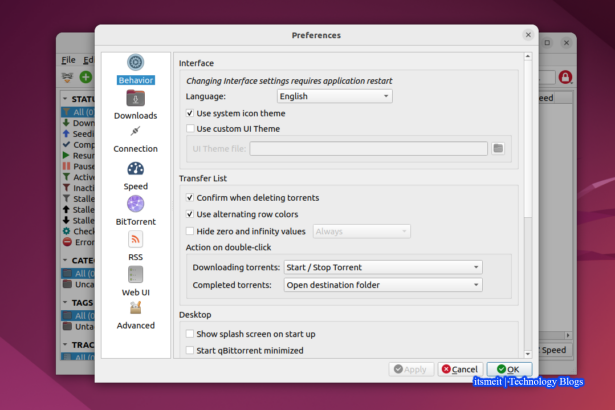 Preferences
File
Ed
STATU
All (0)
Down
Seedi
Comp
Resur
Pause
Active
Inacti
Stalle
Stalle
Stalle
Check
Error
CATE
All (0
Unca
TAGS
All (0
Unta
TRAC
All (0
Behavior
Downloads
Connection
Speed
BitTorrent
RSS
Web UI
Advanced
Interface
Changing Interface settings requires application restart
Language: English
Use system icon theme
Use custom UI Theme
UI Theme file:
Transfer List
Confirm when deleting torrents
Use alternating row colors
Hide zero and infinity values Always
Action on double-click
Downloading torrents: Start / Stop Torrent
Completed torrents: Open destination folder
Desktop
Show splash screen on start up
Start qBittorrent minimized
Apply Cancel OK
eed
Speed
itsmeit | Technology Blogs